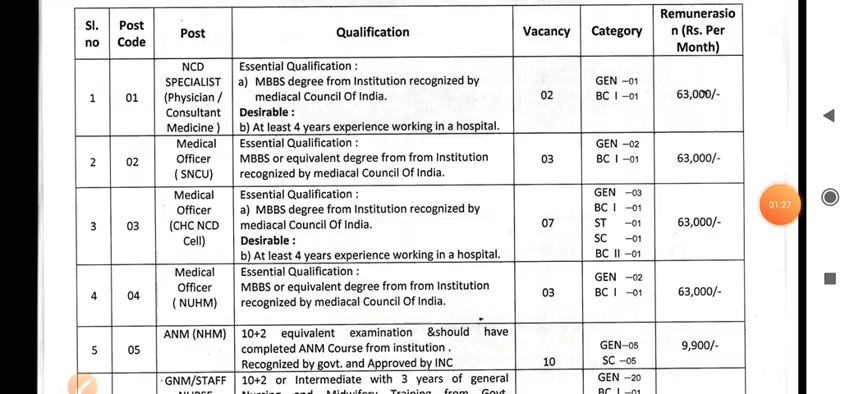 Sl. no Post Code Post Qualification Vacancy Category Remunerasio n (Rs. Per Month)
1 01 NCD SPECIALIST (Physician / Consultant Medicine )
Essential Qualification :
a) MBBS degree from Institution recognized by
mediacal Council Of India.
Desirable :
b) At least 4 years experience working in a hospital.
02
GEN –01
BC I –01
63,000/-
2 02 Medical Officer ( SNCU)
Essential Qualification :
MBBS or equivalent degree from from Institution
recognized by mediacal Council Of India.
03
GEN –02
BC I –01
63,000/-
3 03 Medical Officer (CHC NCD Cell)
Essential Qualification :
a) MBBS degree from Institution recognized by
mediacal Council Of India.
Desirable :
b) At least 4 years experience working in a hospital.
07
GEN –03
BC I –01
ST –01
SC –01
BC II –01
63,000/-
4 04 Medical Officer ( NUHM)
Essential Qualification :
MBBS or equivalent degree from from Institution
recognized by mediacal Council Of India.
03
GEN –02
BC I –01
63,000/-
5 05 ANM (NHM)
10+2 equivalent examination &should have
completed ANM Course from institution .
Recognized by govt. and Approved by INC
10
GEN–05
SC –05
9,900/-
GNM/STAFF
10+2 or Intermediate with 3 years of general
Nursing and Midwifery Training from Govt
GEN –20
BC I –01
01:27